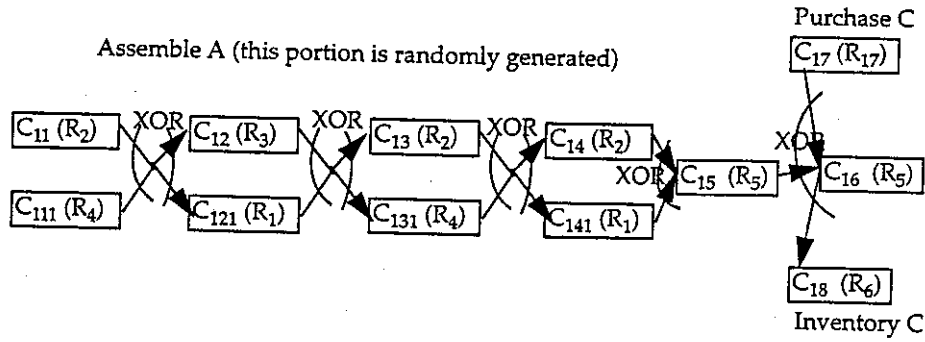 Purchase C
Assemble A (this portion is randomly generated)
C17 (R17)
XOR XOR XOR XOR
C11 (R2) C12 (R3) C13 (R2) C14 (R2)
XOR C15 (R5) C16 (R5)
C111 (R4) C121 (R1) C131 (R4) C141 (R1)
C18 (R6)
Inventory C